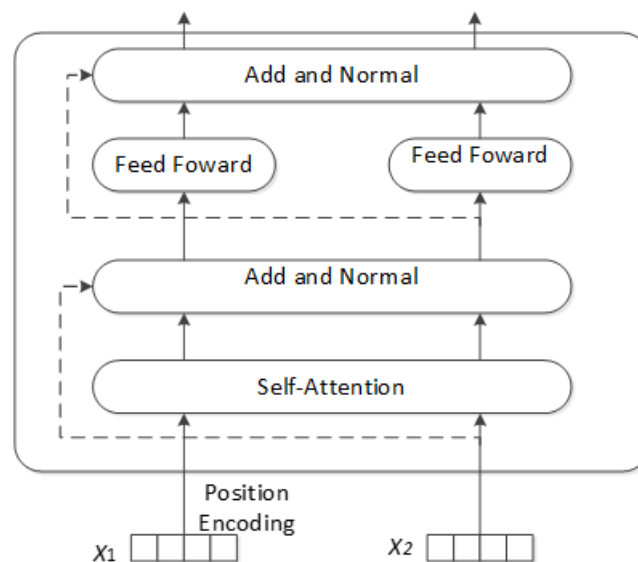 Add and Normal
Feed Foward
Feed Foward
Add and Normal
Self-Attention
Position
Encoding
X1
X2